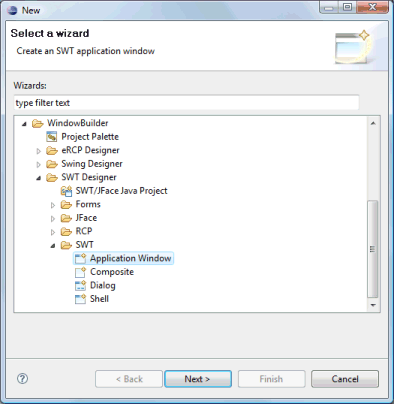 New
Select a wizard
Create an SWT application window
Wizards:
type filter text
WindowBuilder
Project Palette
eRCP Designer
Swing Designer
SWT Designer
SWT/JFace Java Project
Forms
JFace
RCP
SWT
Application Window
Composite
Dialog
Shell
? < Back Next > Finish Cancel